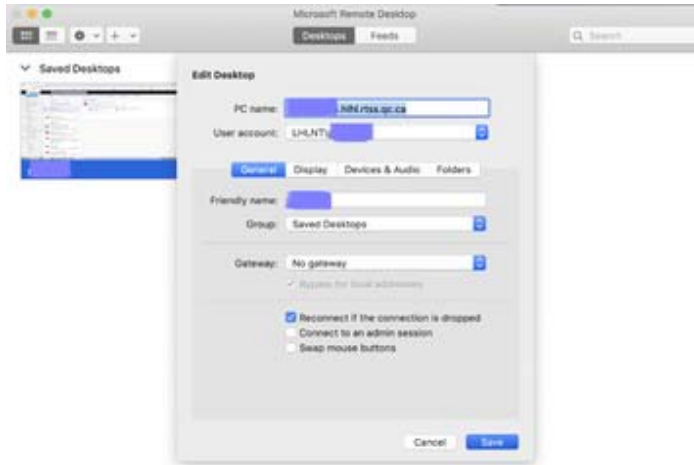 Microsoft Remote Desktop
Desktops Feeds
Search
Saved Desktops
Edit Desktop
PC name: rtss.qc.ca
User account: LHLNT\
General Display Devices & Audio Folders
Friendly name:
Group: Saved Desktops
Gateway: No gateway
Bypass for local addresses
Reconnect if the connection is dropped
Connect to an admin session
Swap mouse buttons
Cancel Save